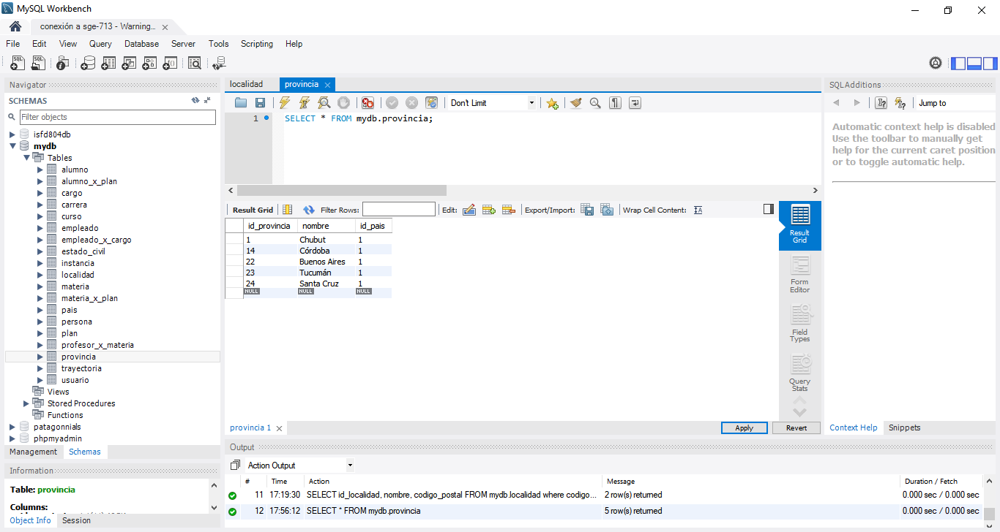 MySQL Workbench
conexión a sge-713 - Warning...
File Edit View Query Database Server Tools Scripting Help
Navigator
SCHEMAS
Filter objects
isfd804db
mydb
Tables
alumno
alumno_x_plan
cargo
carrera
curso
empleado
empleado_x_cargo
estado_civil
instancia
localidad
materia
materia_x_plan
pais
persona
plan
profesor_x_materia
provincia
trayectoria
usuario
Views
Stored Procedures
Functions
patagonnials
phpmyadmin
Management Schemas
Information
Table: provincia
Columns:
Object Info Session
localidad provincia
Don't Limit
1 SELECT * FROM mydb.provincia;
Result Grid Filter Rows: Edit: Export/Import: Wrap Cell Content:
id_provincia nombre id_pais
1 Chubut 1
14 Córdoba 1
22 Buenos Aires 1
23 Tucumán 1
24 Santa Cruz 1
NULL NULL NULL
Result
Grid
Form
Editor
Field
Types
Query
Stats
provincia 1
Apply Revert
SQLAdditions
Jump to
Automatic context help is disabled
Use the toolbar to manually get
help for the current caret position
or to toggle automatic help.
Context Help Snippets
Output
Action Output
# Time Action Message Duration / Fetch
11 17:19:30 SELECT id_localidad, nombre, codigo_postal FROM mydb.localidad where codigo... 2 row(s) returned 0.000 sec / 0.000 sec
12 17:56:12 SELECT * FROM mydb.provincia 5 row(s) returned 0.000 sec / 0.000 sec